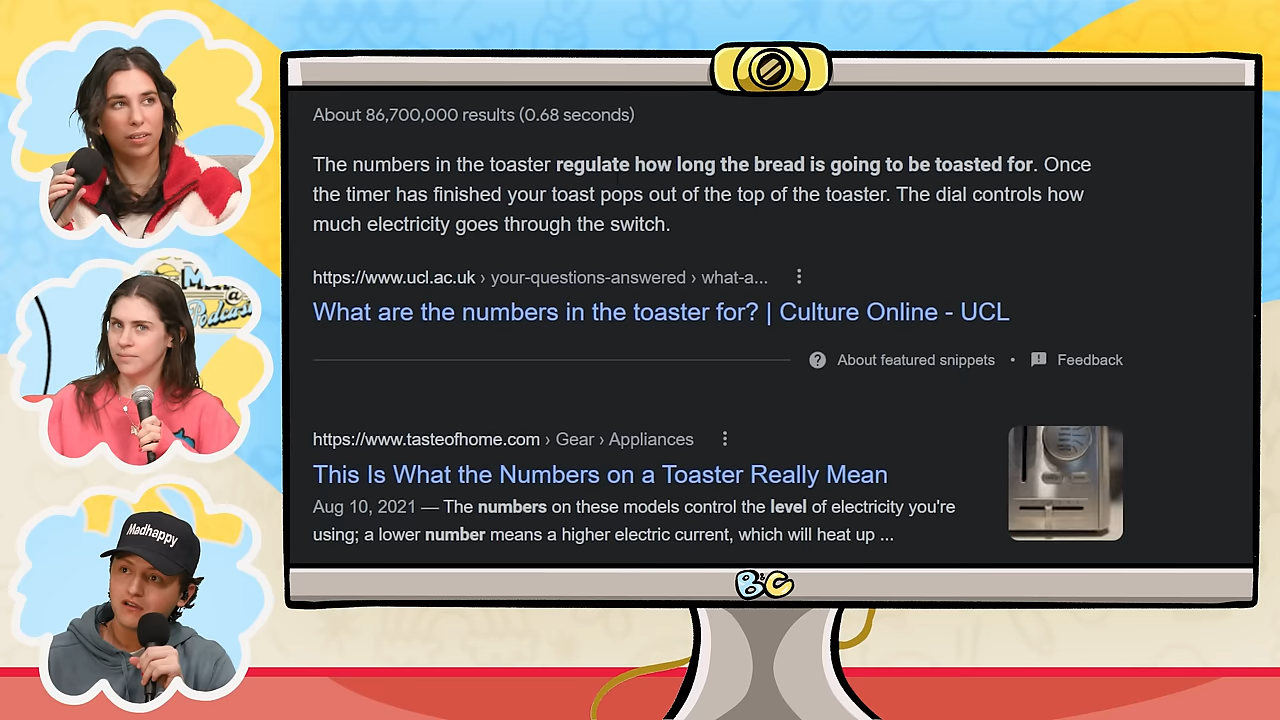 About 86,700,000 results (0.68 seconds)
The numbers in the toaster regulate how long the bread is going to be toasted for. Once
the timer has finished your toast pops out of the top of the toaster. The dial controls how
much electricity goes through the switch.
https://www.ucl.ac.uk › your-questions-answered › what-a...
What are the numbers in the toaster for? | Culture Online - UCL
About featured snippets • Feedback
https://www.tasteofhome.com › Gear › Appliances
This Is What the Numbers on a Toaster Really Mean
Aug 10, 2021 — The numbers on these models control the level of electricity you're
using; a lower number means a higher electric current, which will heat up ...
B&C
Madhappy